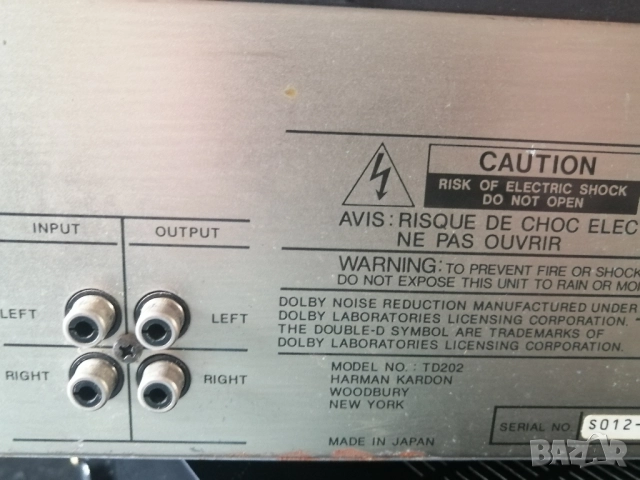 CAUTION
RISK OF ELECTRIC SHOCK
DO NOT OPEN
AVIS : RISQUE DE CHOC ELEC
NE PAS OUVRIR
WARNING: TO PREVENT FIRE OR SHOCK
DO NOT EXPOSE THIS UNIT TO RAIN OR MOI
DOLBY NOISE REDUCTION MANUFACTURED UNDER
DOLBY LABORATORIES LICENSING CORPORATION.
THE DOUBLE-D SYMBOL ARE TRADEMARKS OF
DOLBY LABORATORIES LICENSING CORPORATION.
INPUT
OUTPUT
LEFT
LEFT
RIGHT
RIGHT
MODEL NO. : TD202
HARMAN KARDON
WOODBURY
NEW YORK
MADE IN JAPAN
SERIAL NO. S012-
BAZAR